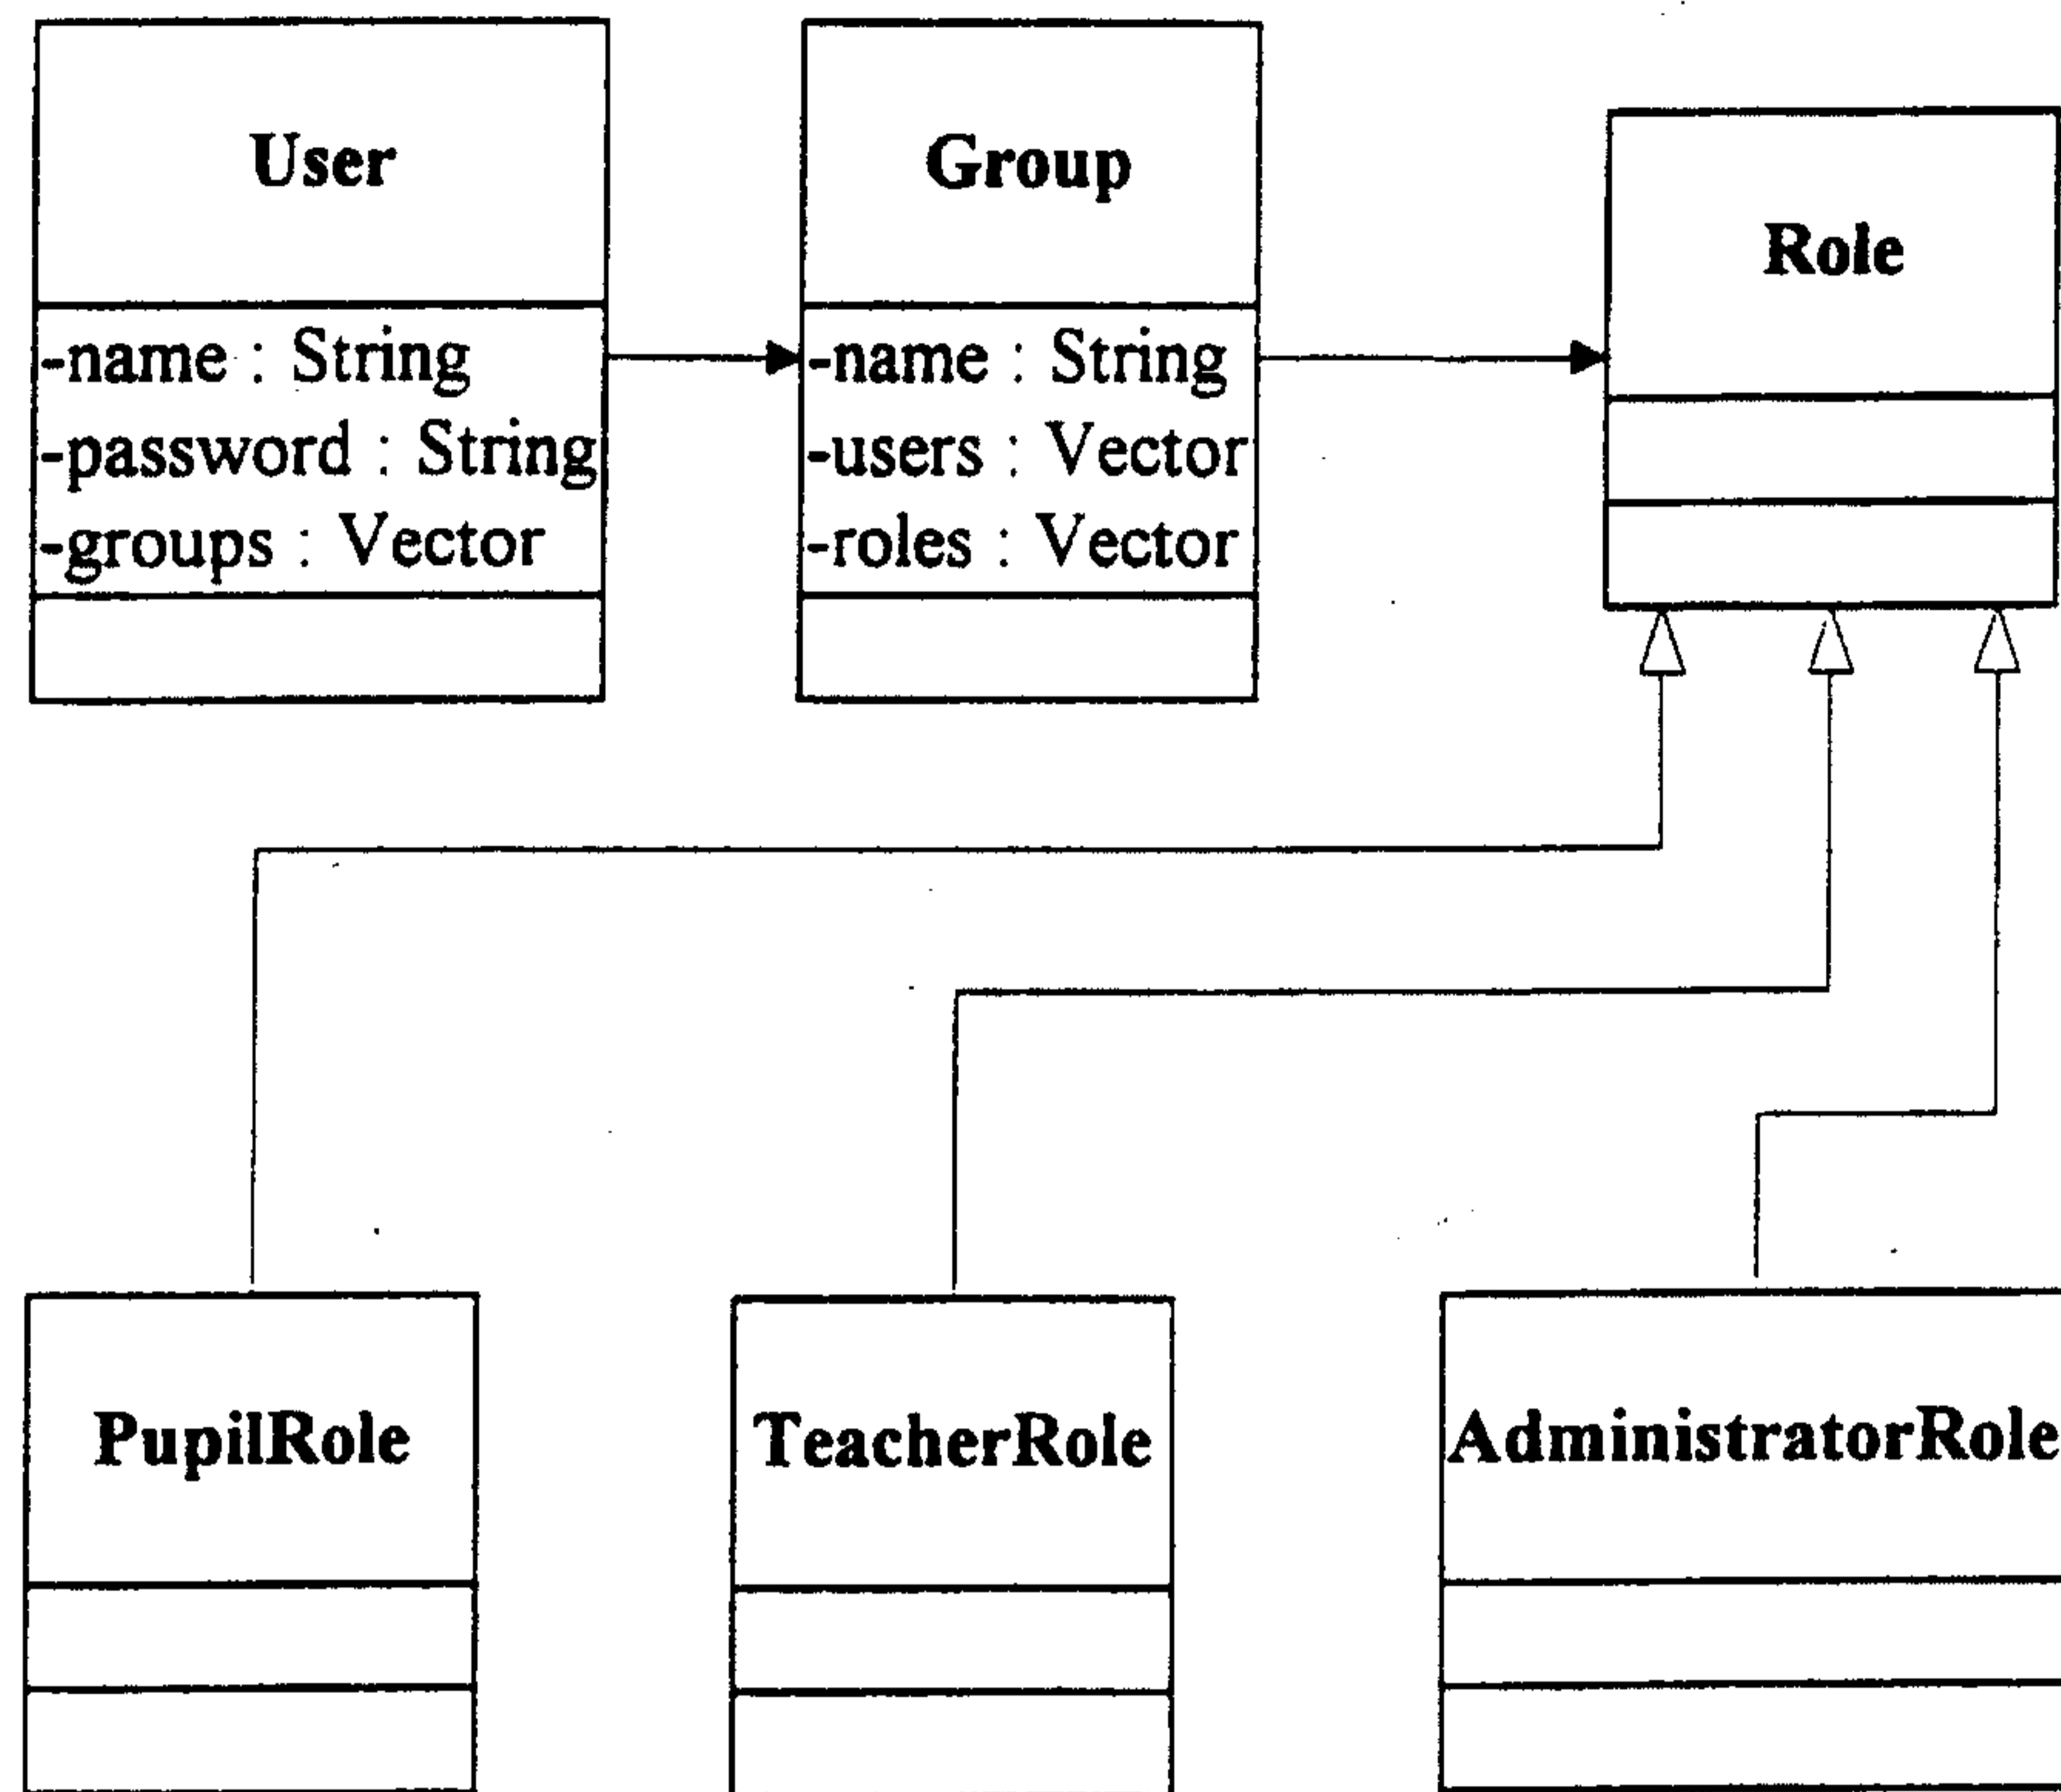 User
-name : String
-password : String
-groups : Vector
Group
-name : String
-users : Vector
-roles : Vector
Role
PupilRole
TeacherRole
AdministratorRole